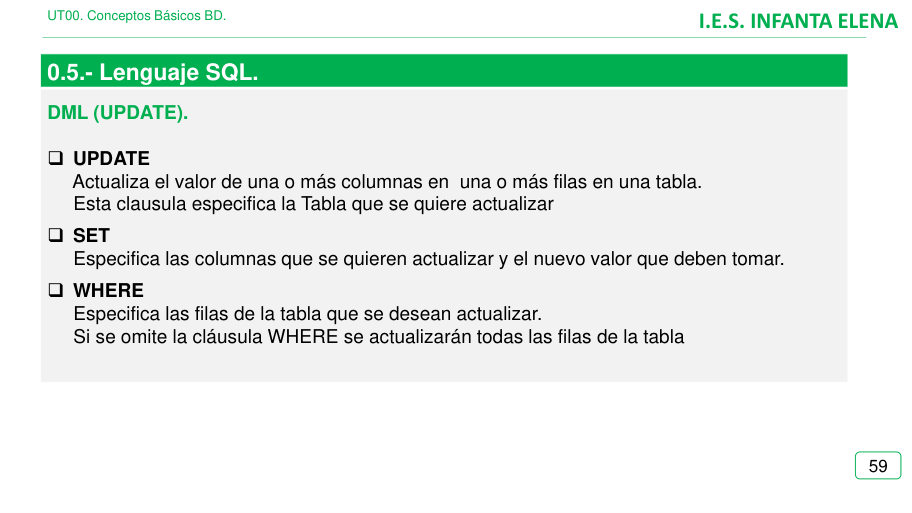 UT00. Conceptos Básicos BD.
I.E.S. INFANTA ELENA
0.5.- Lenguaje SQL.
DML (UPDATE).
❑ UPDATE
Actualiza el valor de una o más columnas en  una o más filas en una tabla.
Esta clausula especifica la Tabla que se quiere actualizar
❑ SET
Especifica las columnas que se quieren actualizar y el nuevo valor que deben tomar.
❑ WHERE
Especifica las filas de la tabla que se desean actualizar.
Si se omite la cláusula WHERE se actualizarán todas las filas de la tabla
59